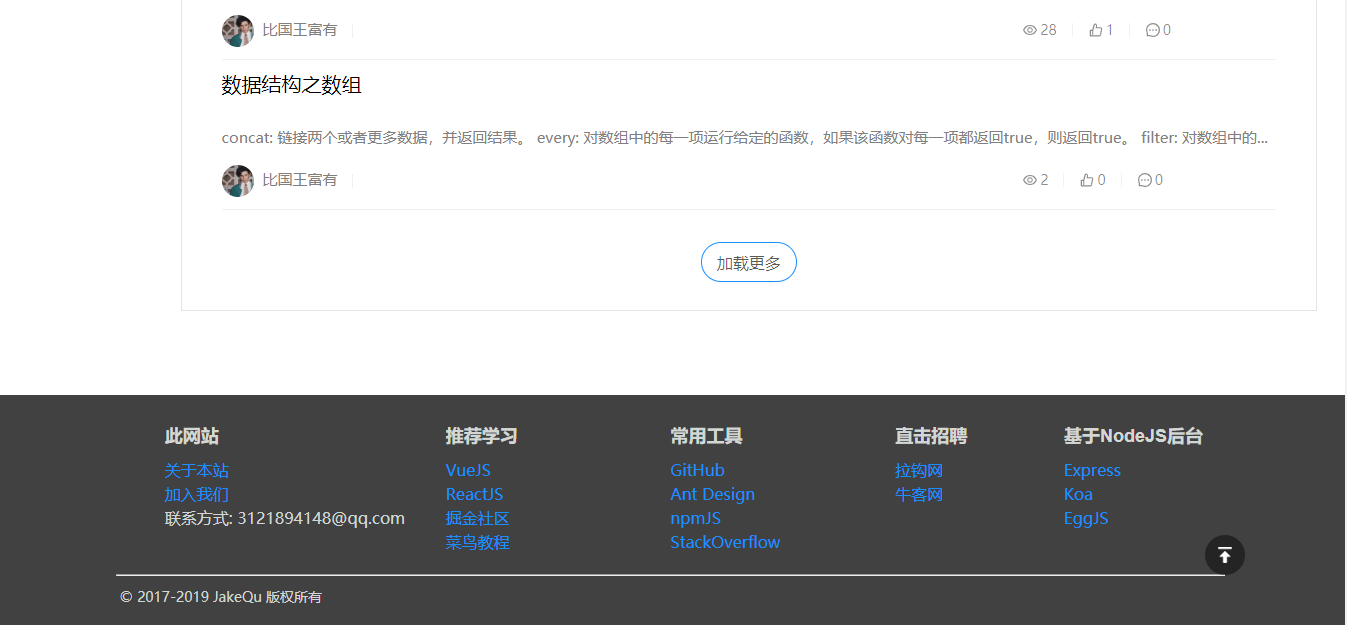 比国王富有 28 1 0
数据结构之数组
concat: 链接两个或者更多数据，并返回结果。 every: 对数组中的每一项运行给定的函数，如果该函数对每一项都返回true，则返回true。 filter: 对数组中的...
比国王富有 2 0 0
加载更多
此网站 推荐学习 常用工具 直击招聘 基于NodeJS后台
关于本站 VueJS GitHub 拉钩网 Express
加入我们 ReactJS Ant Design 牛客网 Koa
联系方式: 3121894148@qq.com 掘金社区 npmJS EggJS
菜鸟教程 StackOverflow
© 2017-2019 JakeQu 版权所有